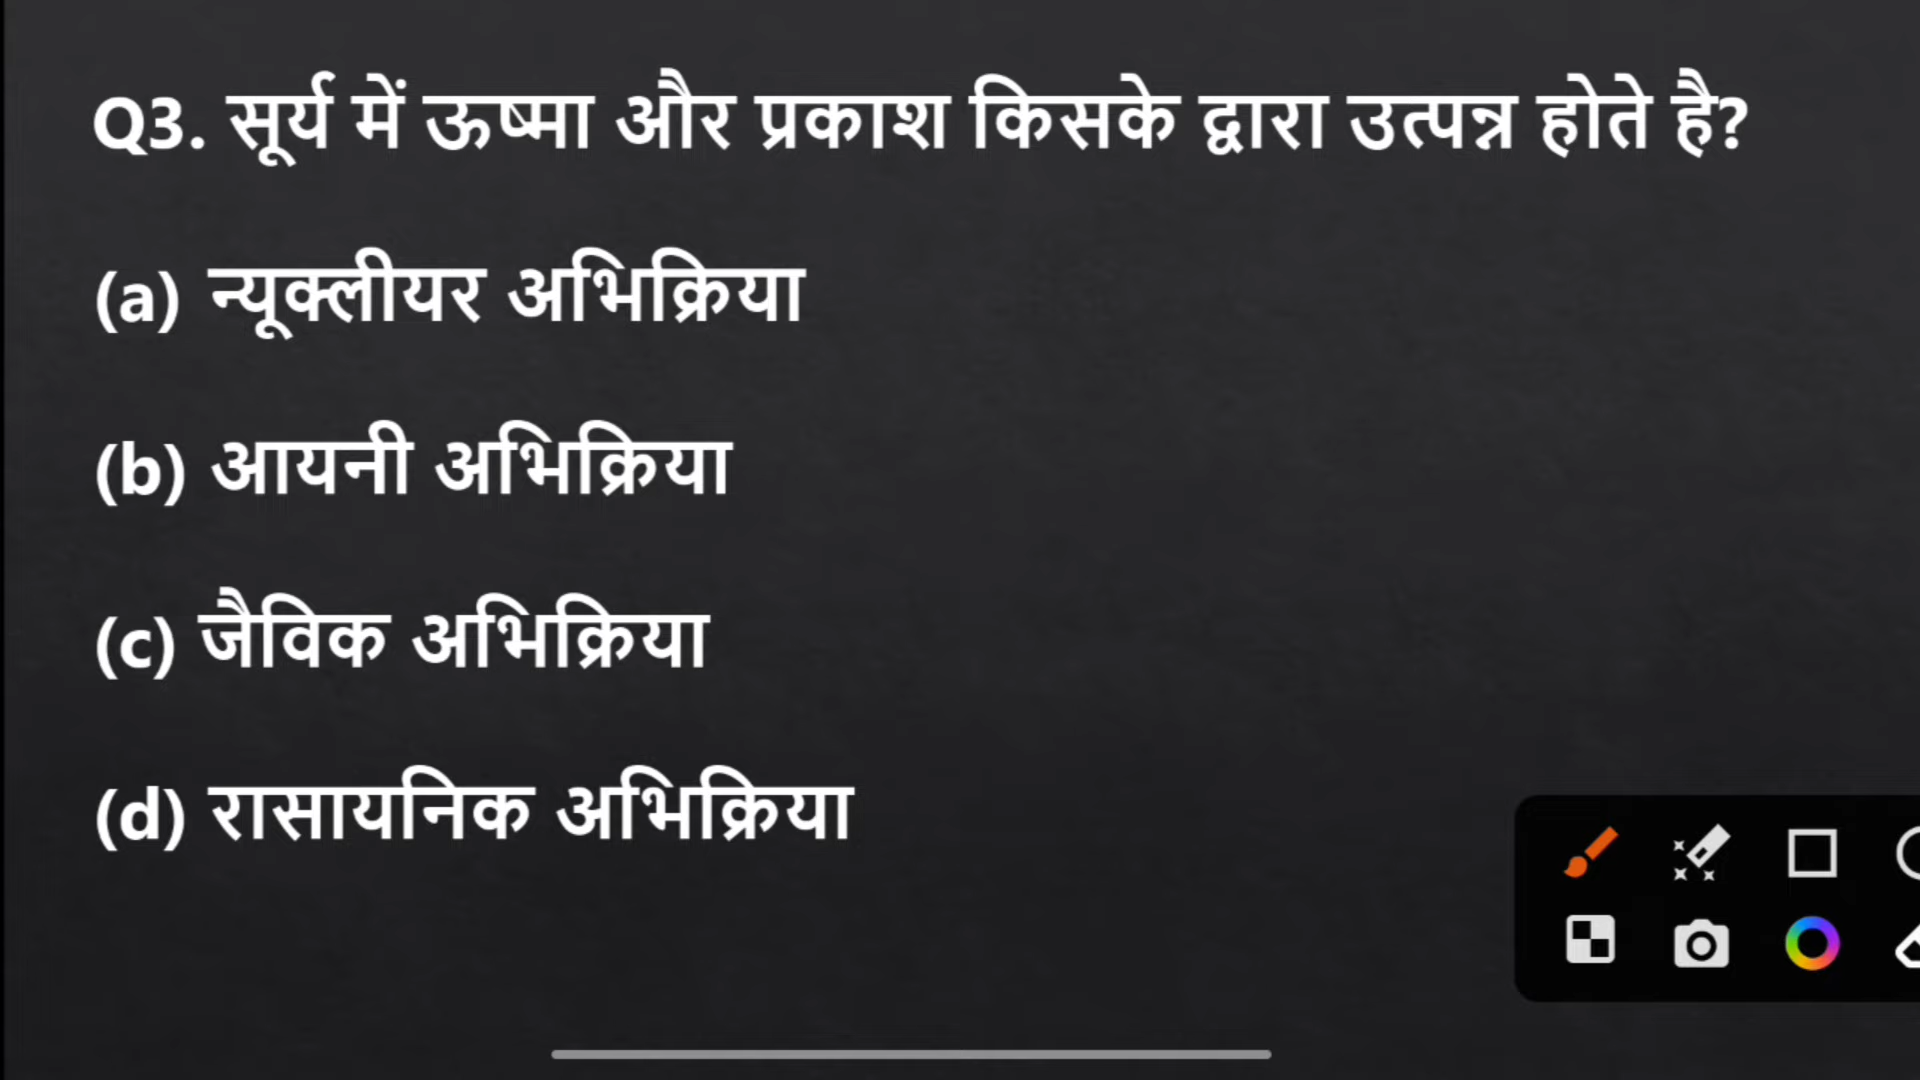 Q3. सूर्य में ऊष्मा और प्रकाश किसके द्वारा उत्पन्न होते है?
(a) न्यूक्लीयर अभिक्रिया
(b) आयनी अभिक्रिया
(c) जैविक अभिक्रिया
(d) रासायनिक अभिक्रिया